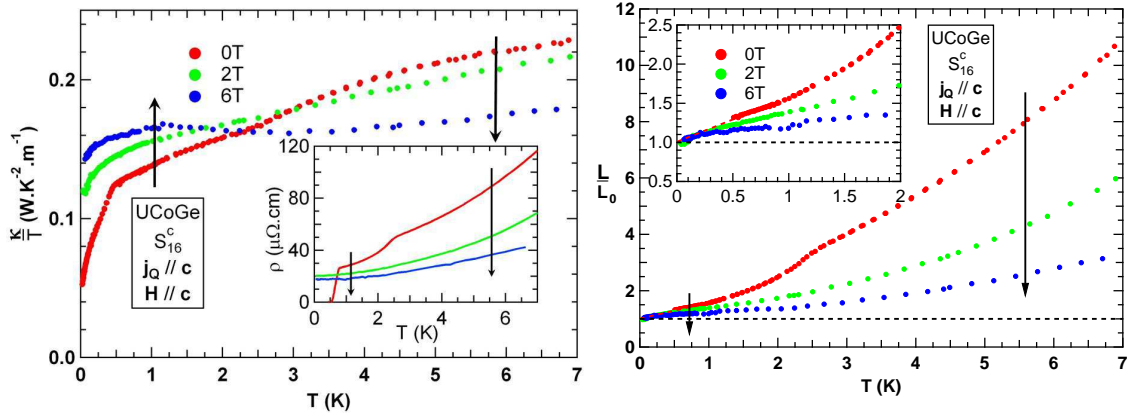 κ/T (W.K⁻².m⁻¹)
0.2
0.1
0.0
0T
2T
6T
UCoGe
S₁₆ᶜ
j_Q // c
H // c
ρ (μΩ.cm)
120
80
40
0
0 2 4 6
T (K)
0 1 2 3 4 5 6 7
T (K)
L/L₀
12
10
8
6
4
2
0
2.5
2.0
1.5
1.0
0.5
0 0.5 1 1.5 2
0T
2T
6T
UCoGe
S₁₆ᶜ
j_Q // c
H // c
0 1 2 3 4 5 6 7
T (K)